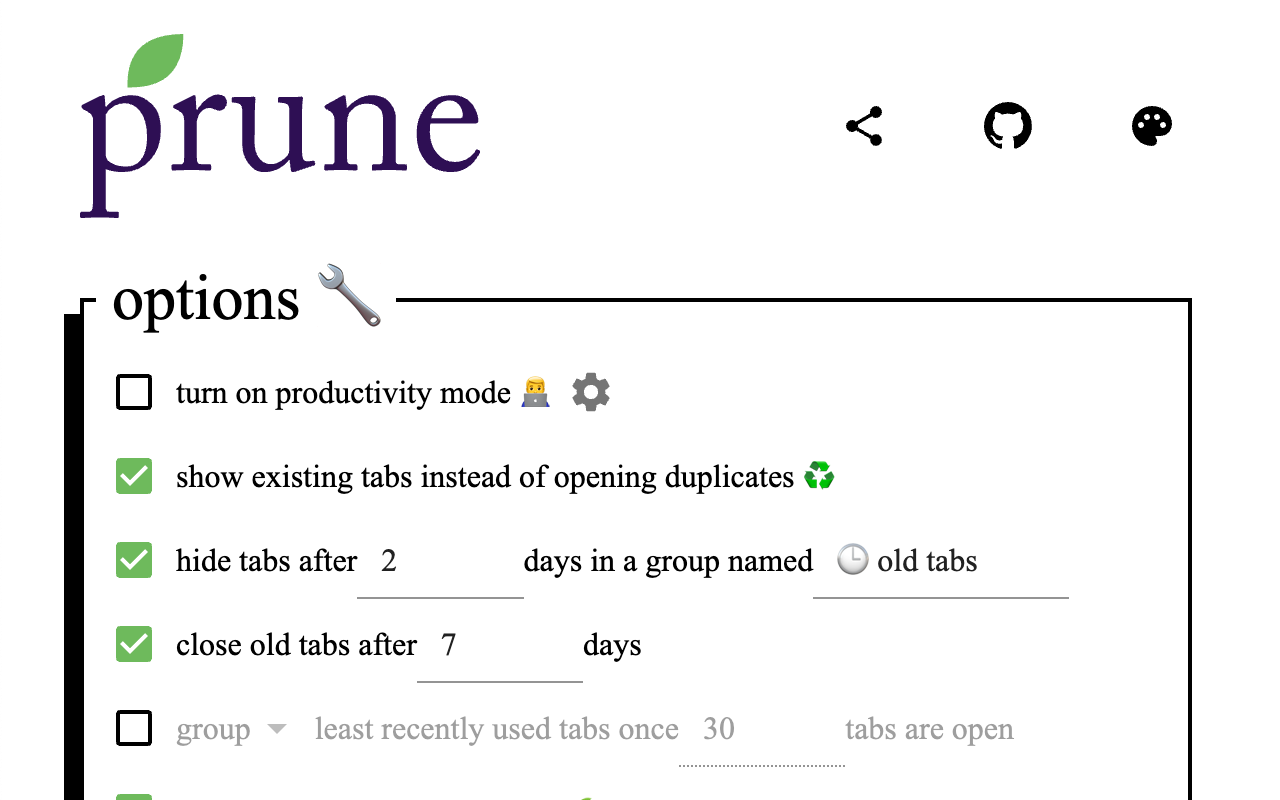 prune
options 🔧
turn on productivity mode 👨‍💻
show existing tabs instead of opening duplicates ♻️
hide tabs after 2 days in a group named 🕒 old tabs
close old tabs after 7 days
group least recently used tabs once 30 tabs are open